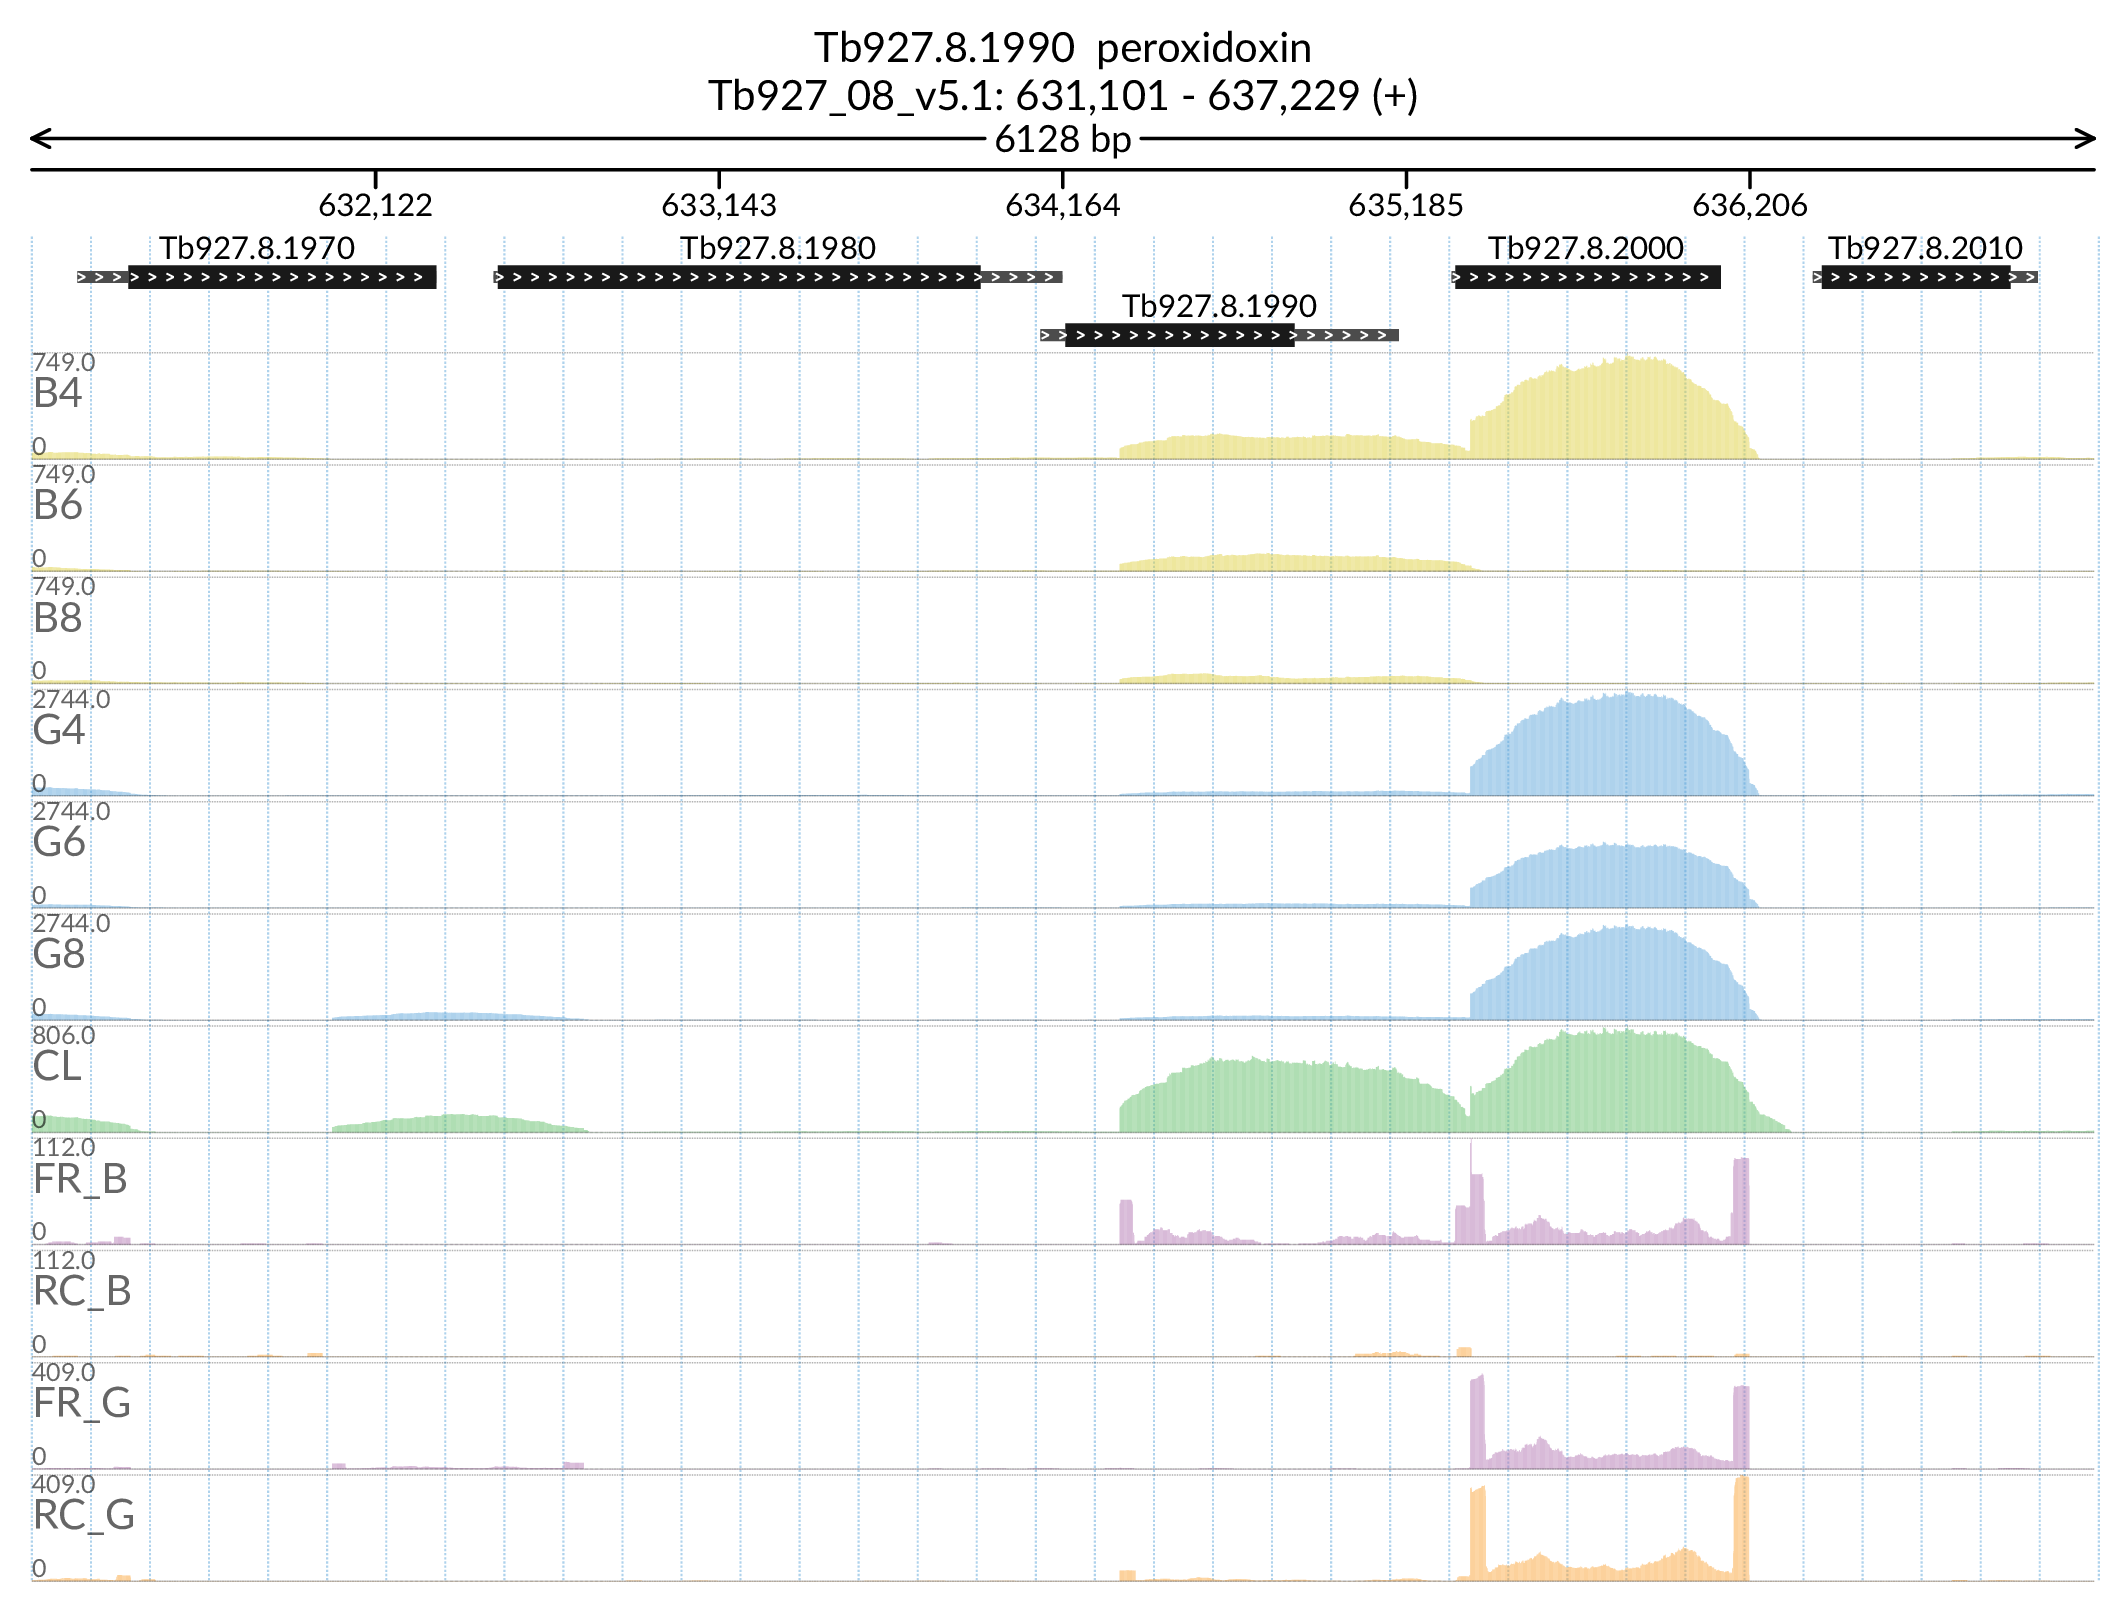 Tb927.8.1990 peroxidoxin
Tb927_08_v5.1: 631,101 - 637,229 (+)
6128 bp
632,122 633,143 634,164 635,185 636,206
Tb927.8.1970 Tb927.8.1980 Tb927.8.2000 Tb927.8.2010
Tb927.8.1990
749.0
B4
0
749.0
B6
0
749.0
B8
0
2744.0
G4
0
2744.0
G6
0
2744.0
G8
0
806.0
CL
0
112.0
FR_B
0
112.0
RC_B
0
409.0
FR_G
0
409.0
RC_G
0